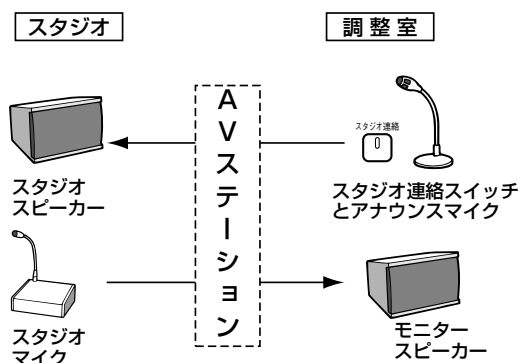 スタジオ
調整室
AVステーション
スタジオ連絡
スタジオ
スピーカー
スタジオ連絡スイッチ
とアナウンスマイク
スタジオ
マイク
モニター
スピーカー